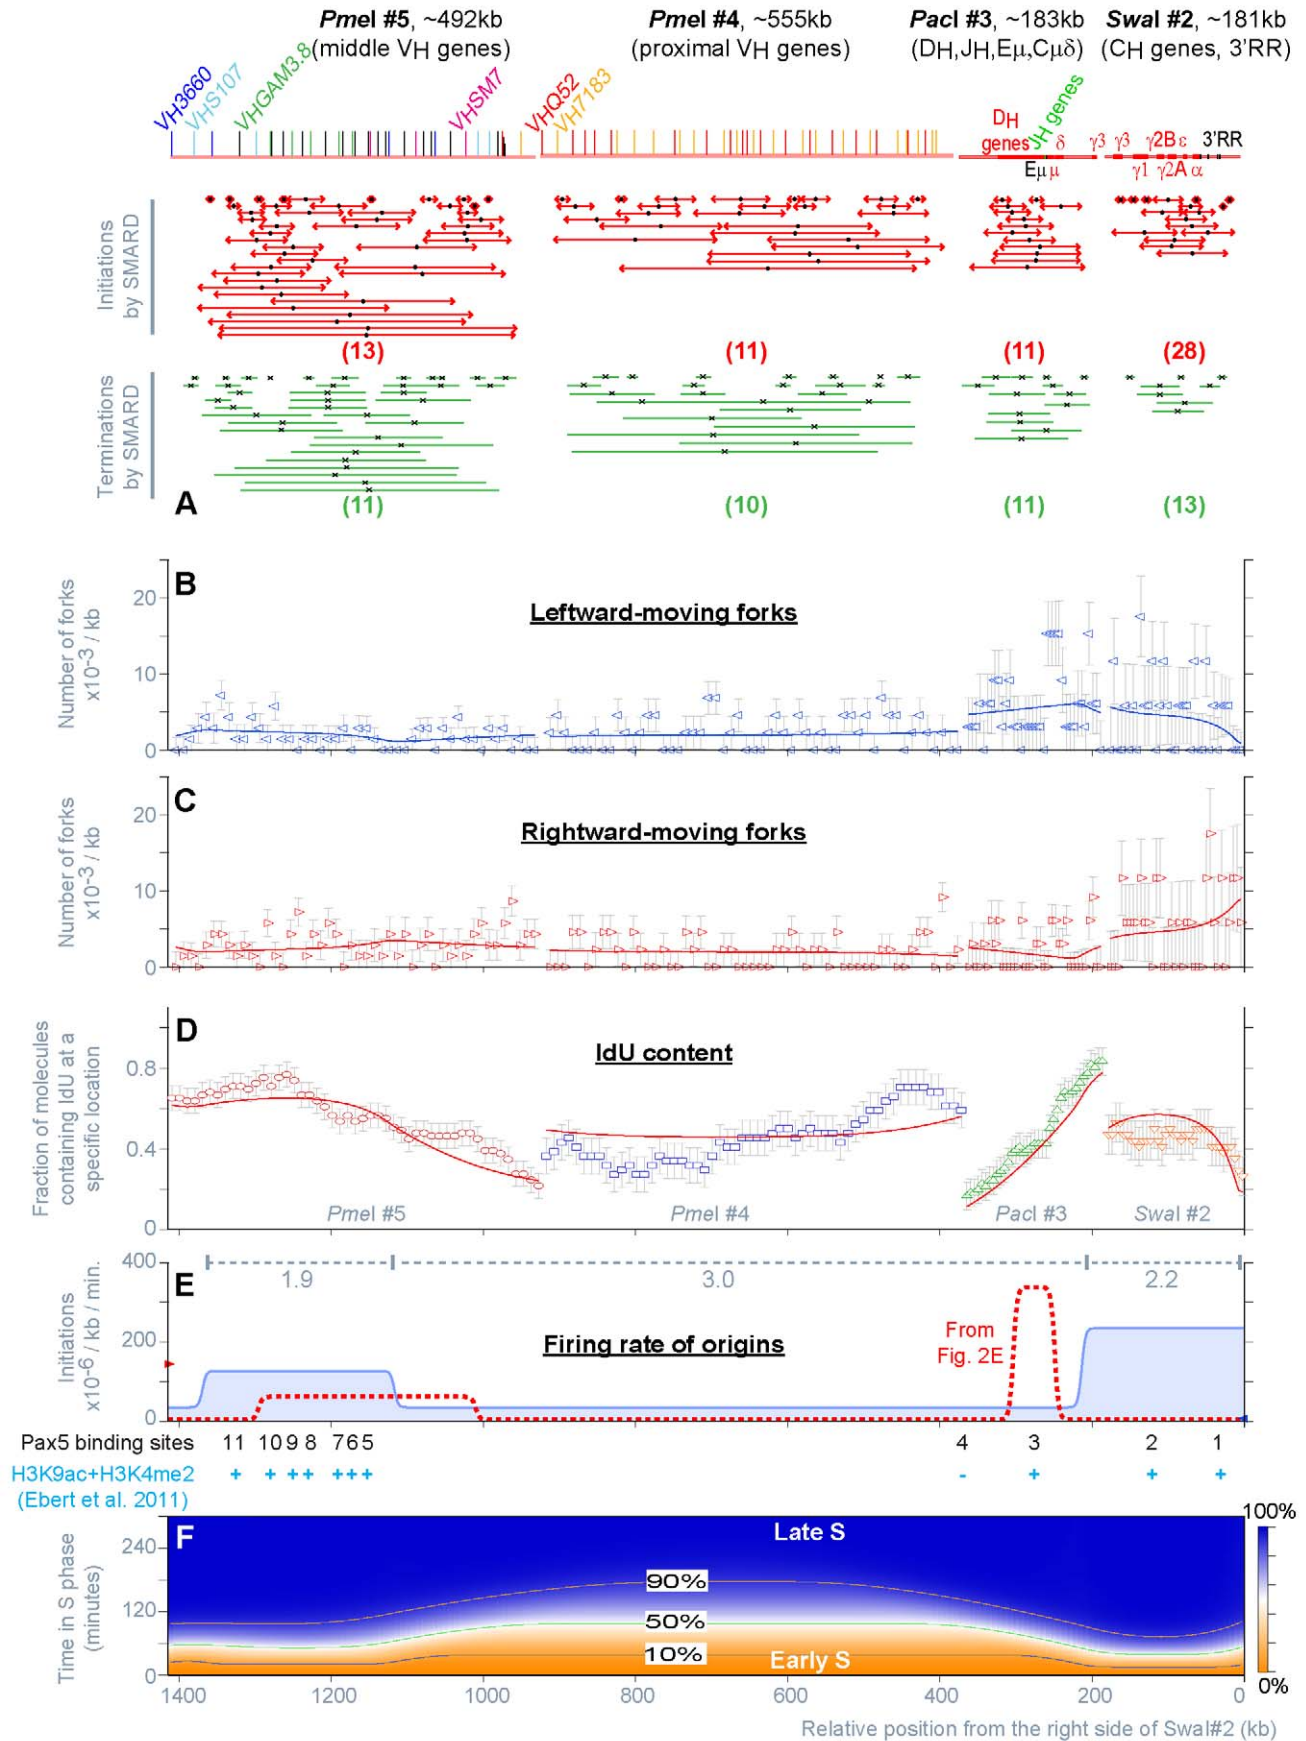 PmeI #5, ~492kb
(middle VH genes)
PmeI #4, ~555kb
(proximal VH genes)
PacI #3, ~183kb
(DH,JH,Eμ,Cμδ)
SwaI #2, ~181kb
(CH genes, 3'RR)
VH3660
VHS107
VHGAM3.8
VHSM7
VHQ52
VH7183
DH
genes
JH genes
δ
Eμ μ
γ3
γ3 γ2B ε 3'RR
γ1 γ2A α
Initiations
by SMARD
(13)
(11)
(11)
(28)
Terminations
by SMARD
A
(11)
(10)
(11)
(13)
B
Leftward-moving forks
Number of forks
x10-3 / kb
20
10
0
C
Rightward-moving forks
Number of forks
x10-3 / kb
20
10
0
D
IdU content
Fraction of molecules
containing IdU at a
specific location
0.8
0.4
0
PmeI #5
PmeI #4
PacI #3
SwaI #2
E
Firing rate of origins
Initiations
x10-6 / kb / min.
400
200
0
1.9
3.0
2.2
From
Fig. 2E
Pax5 binding sites 11 10 9 8 7 6 5 4 3 2 1
H3K9ac+H3K4me2 + + + + + + + - + + +
(Ebert et al. 2011)
F
Late S
90%
50%
10%
Early S
Time in S phase
(minutes)
240
120
0
100%
0%
1400 1200 1000 800 600 400 200 0
Relative position from the right side of SwaI#2 (kb)